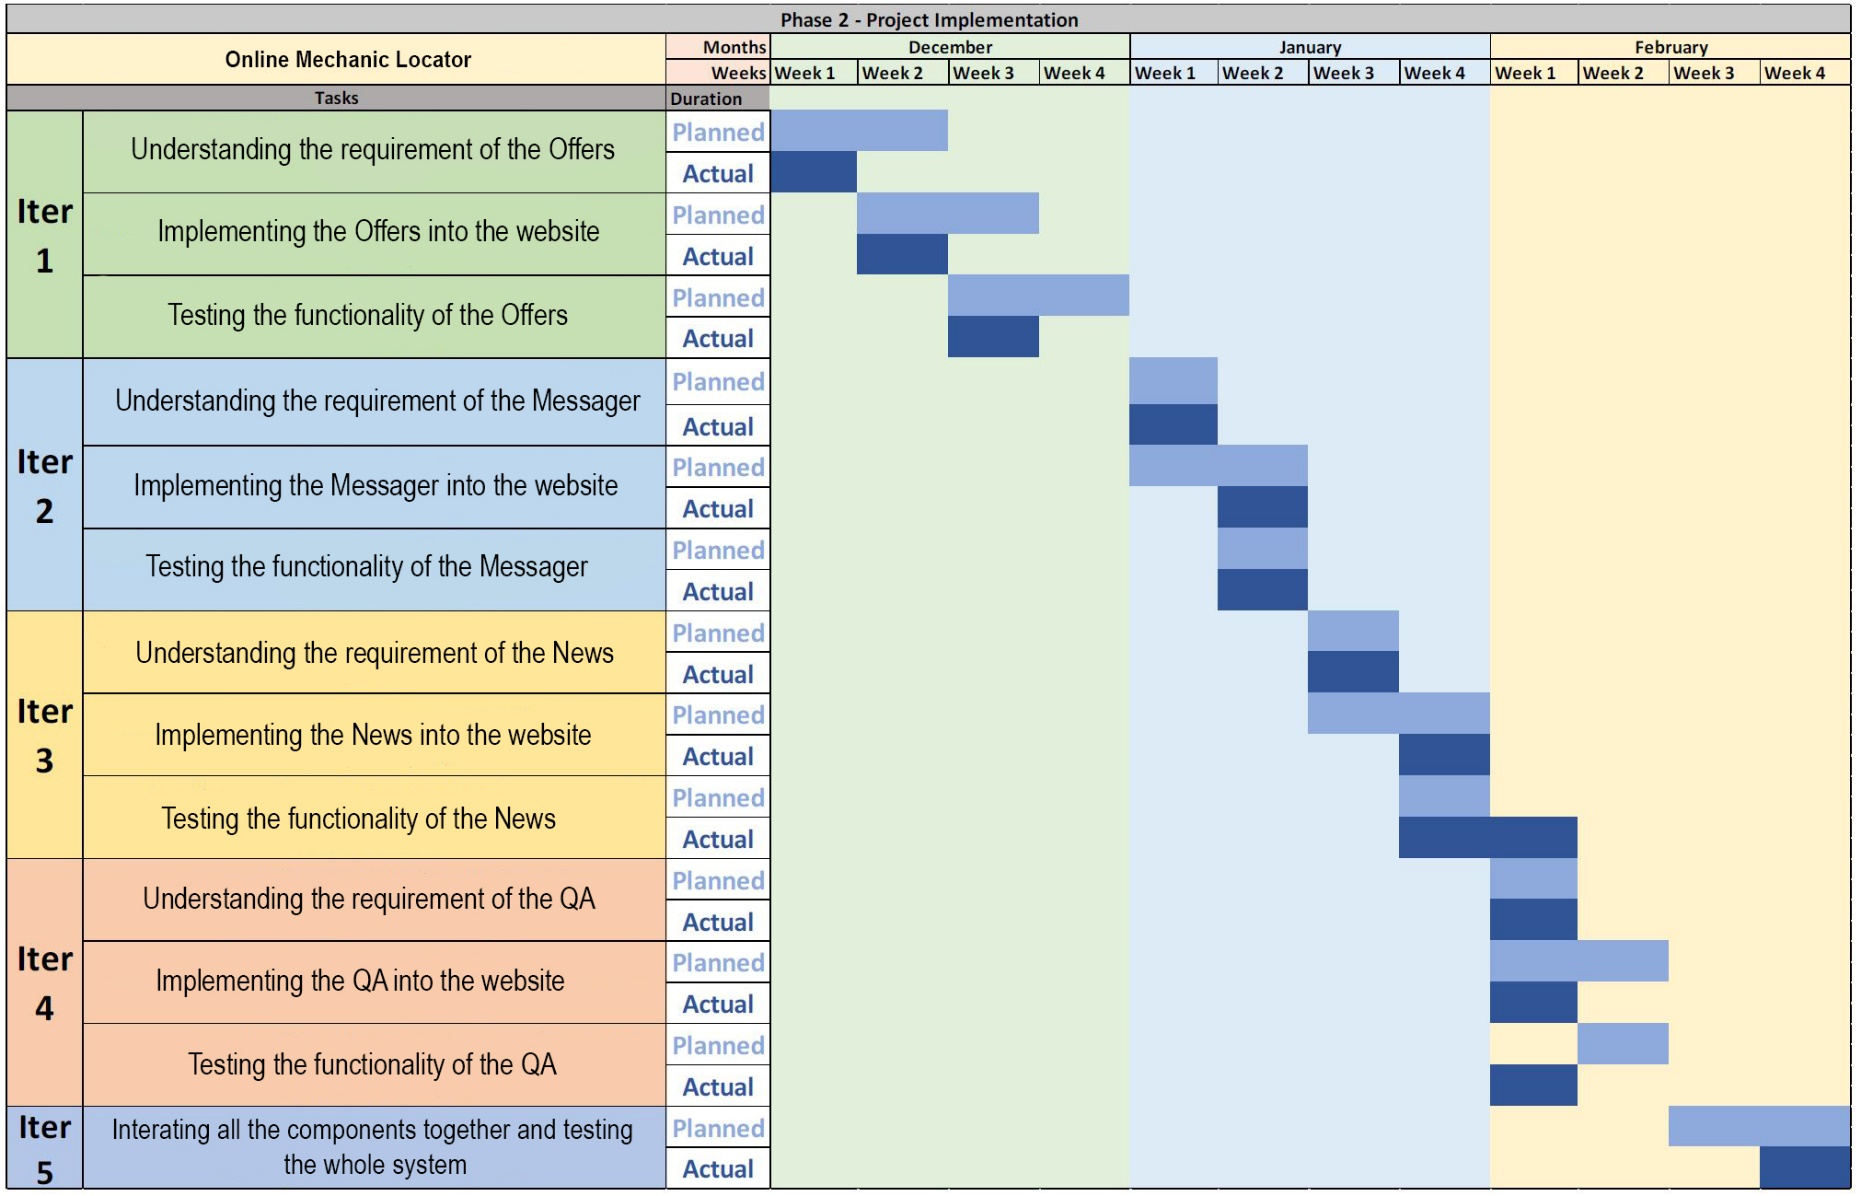 Phase 2 - Project Implementation
Online Mechanic Locator
Months
December
January
February
Weeks
Week 1
Week 2
Week 3
Week 4
Week 1
Week 2
Week 3
Week 4
Week 1
Week 2
Week 3
Week 4
Tasks
Duration
Iter
1
Understanding the requirement of the Offers
Planned
Actual
Implementing the Offers into the website
Planned
Actual
Testing the functionality of the Offers
Planned
Actual
Iter
2
Understanding the requirement of the Messager
Planned
Actual
Implementing the Messager into the website
Planned
Actual
Testing the functionality of the Messager
Planned
Actual
Iter
3
Understanding the requirement of the News
Planned
Actual
Implementing the News into the website
Planned
Actual
Testing the functionality of the News
Planned
Actual
Iter
4
Understanding the requirement of the QA
Planned
Actual
Implementing the QA into the website
Planned
Actual
Testing the functionality of the QA
Planned
Actual
Iter
5
Interating all the components together and testing
the whole system
Planned
Actual